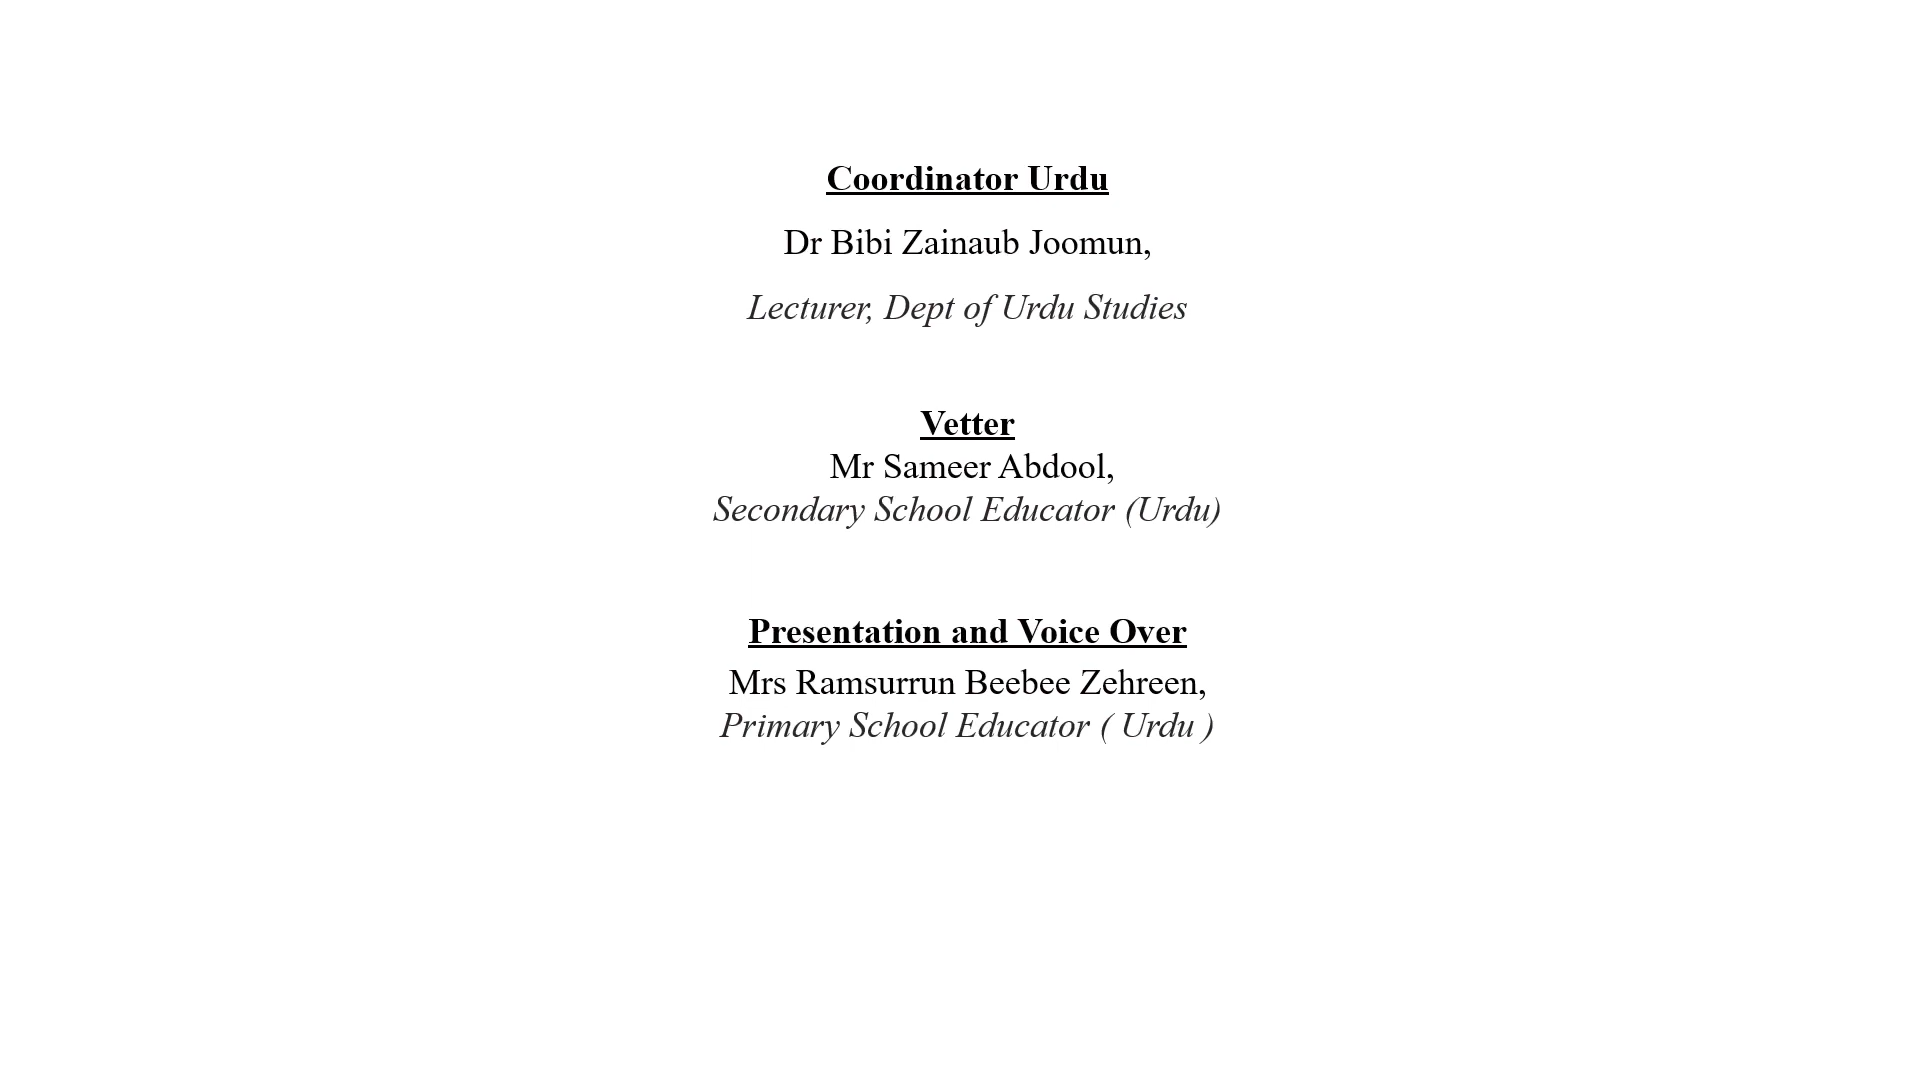 Coordinator Urdu
Dr Bibi Zainaub Joomun,
Lecturer, Dept of Urdu Studies
Vetter
Mr Sameer Abdool,
Secondary School Educator (Urdu)
Presentation and Voice Over
Mrs Ramsurrun Beebee Zehreen,
Primary School Educator ( Urdu )